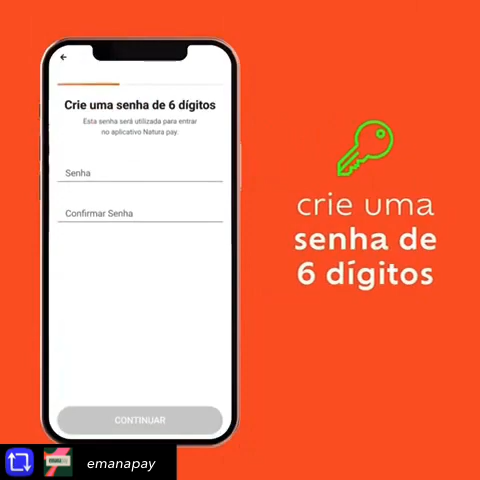 Crie uma senha de 6 dígitos
Esta senha será utilizada para entrar
no aplicativo Natura pay.
Senha
Confirmar Senha
CONTINUAR
crie uma
senha de
6 dígitos
emanapay